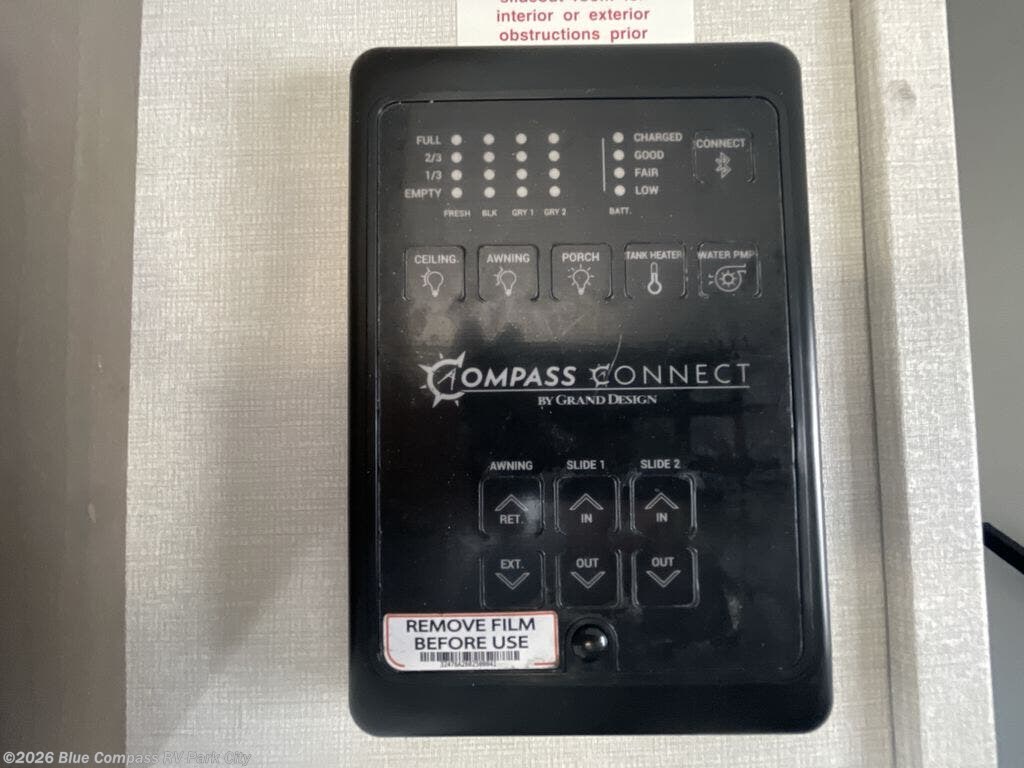 interior or exterior
obstructions prior
FULL
2/3
1/3
EMPTY
FRESH BLK GRY 1 GRY 2
CHARGED
GOOD
FAIR
LOW
BATT.
CONNECT
CEILING AWNING PORCH TANK HEATER WATER PMP
COMPASS CONNECT
BY GRAND DESIGN
AWNING SLIDE 1 SLIDE 2
RET. IN IN
EXT. OUT OUT
REMOVE FILM
BEFORE USE
©2026 Blue Compass RV Park City